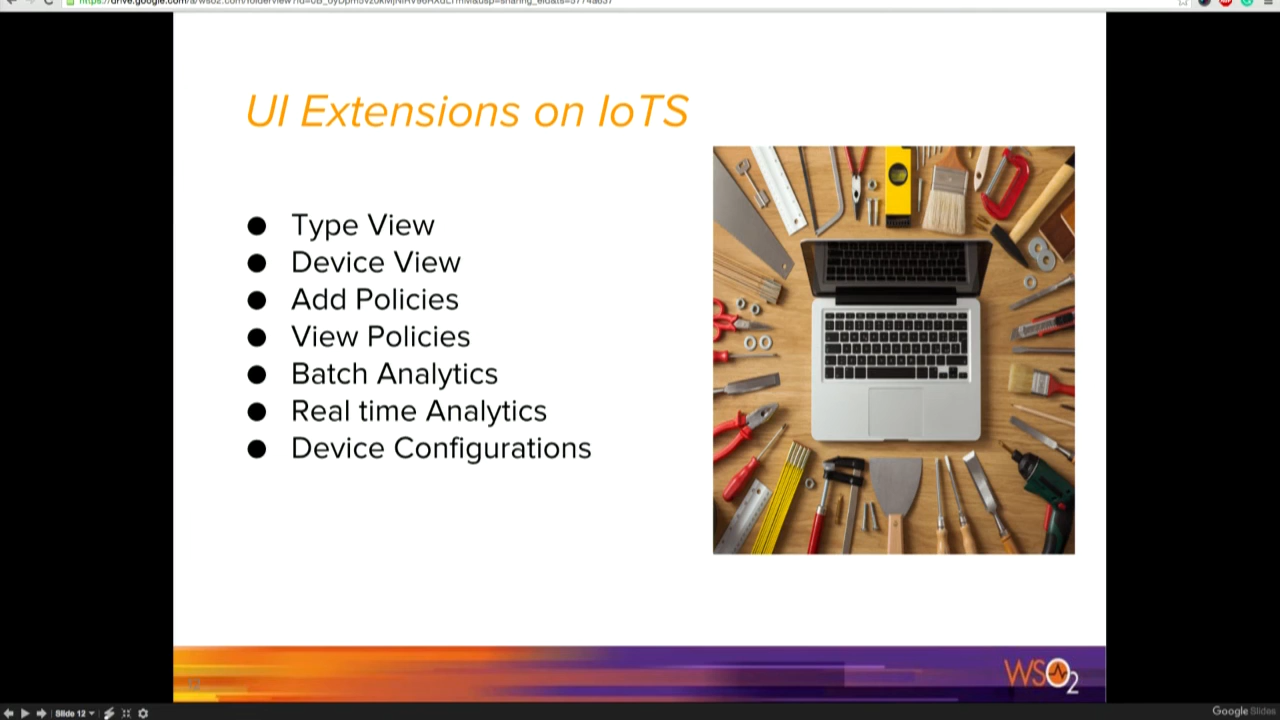 UI Extensions on IoTS
Type View
Device View
Add Policies
View Policies
Batch Analytics
Real time Analytics
Device Configurations
WSO2
Slide 12
Google Slides